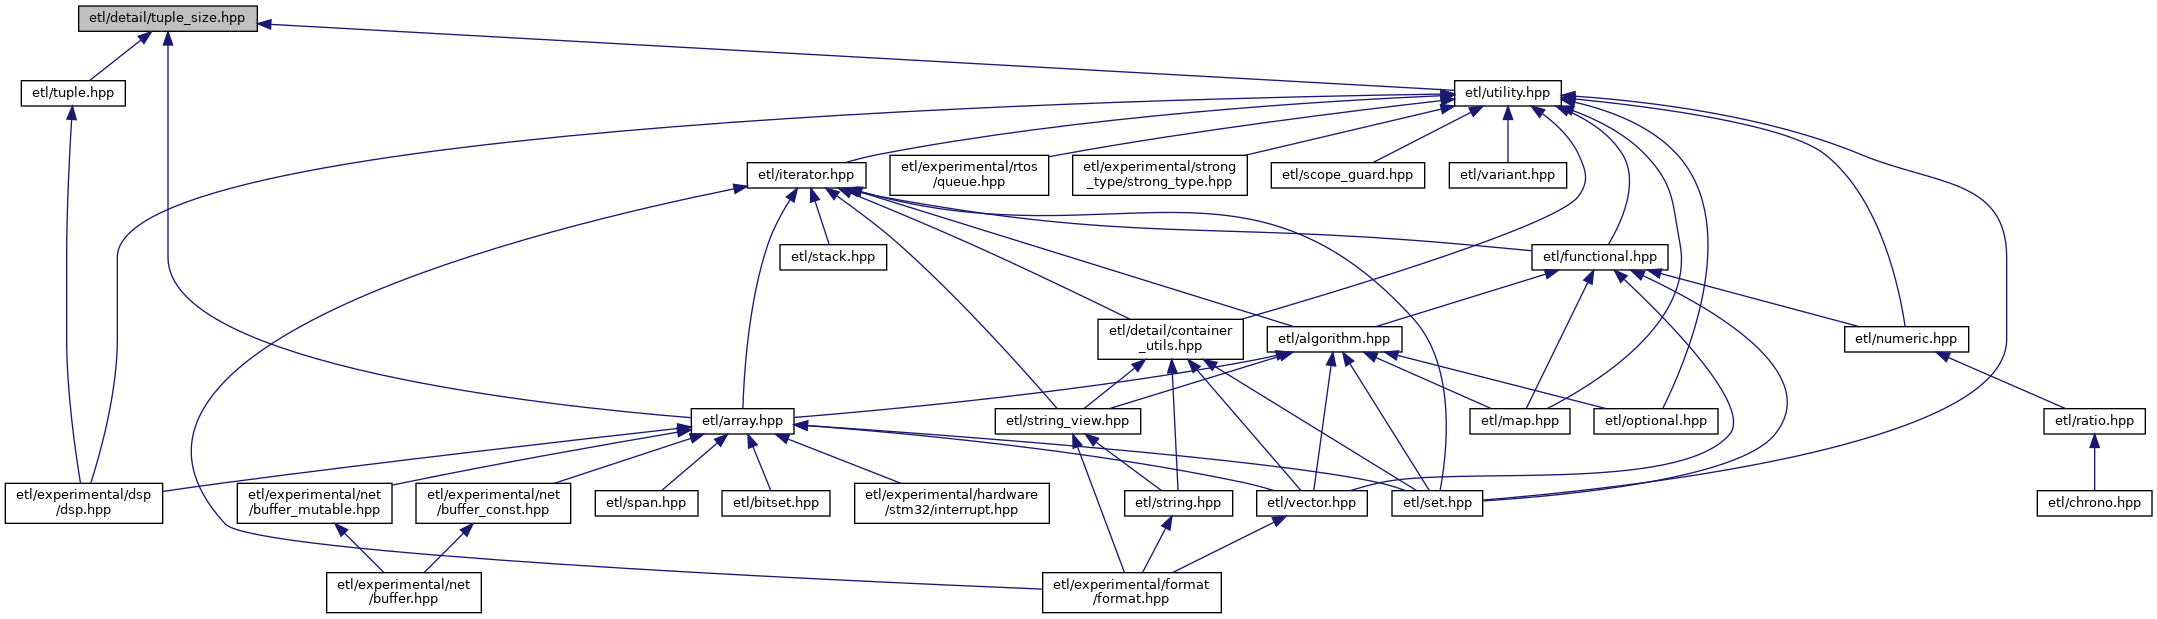 etl/detail/tuple_size.hpp
etl/tuple.hpp
etl/utility.hpp
etl/iterator.hpp
etl/experimental/rtos
/queue.hpp
etl/experimental/strong
_type/strong_type.hpp
etl/scope_guard.hpp
etl/variant.hpp
etl/stack.hpp
etl/functional.hpp
etl/detail/container
_utils.hpp
etl/algorithm.hpp
etl/numeric.hpp
etl/array.hpp
etl/string_view.hpp
etl/map.hpp
etl/optional.hpp
etl/ratio.hpp
etl/experimental/dsp
/dsp.hpp
etl/experimental/net
/buffer_mutable.hpp
etl/experimental/net
/buffer_const.hpp
etl/span.hpp
etl/bitset.hpp
etl/experimental/hardware
/stm32/interrupt.hpp
etl/string.hpp
etl/vector.hpp
etl/set.hpp
etl/chrono.hpp
etl/experimental/net
/buffer.hpp
etl/experimental/format
/format.hpp